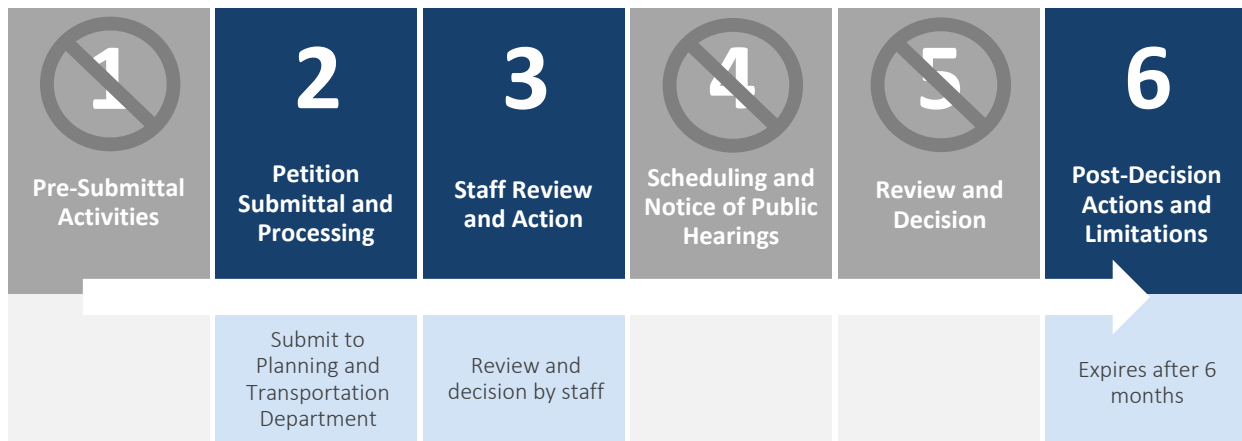 1
Pre-Submittal
Activities
2
Petition
Submittal and
Processing
3
Staff Review
and Action
4
Scheduling and
Notice of Public
Hearings
5
Review and
Decision
6
Post-Decision
Actions and
Limitations
Submit to
Planning and
Transportation
Department
Review and
decision by staff
Expires after 6
months